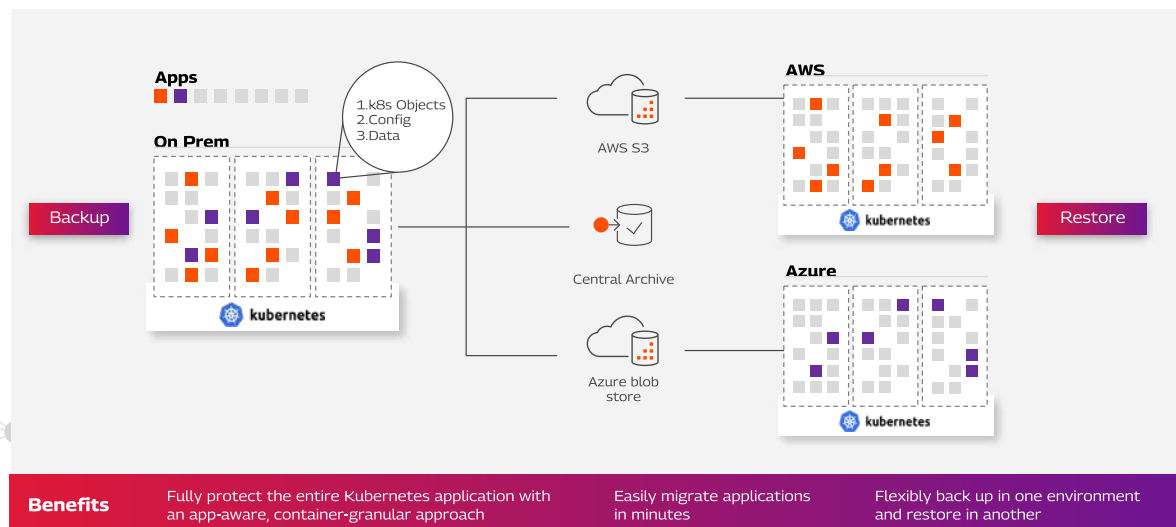 Apps
1.k8s Objects
2.Config
3.Data
On Prem
kubernetes
Backup
AWS S3
Central Archive
Azure blob
store
AWS
kubernetes
Azure
kubernetes
Restore
Benefits
Fully protect the entire Kubernetes application with
an app-aware, container-granular approach
Easily migrate applications
in minutes
Flexibly back up in one environment
and restore in another